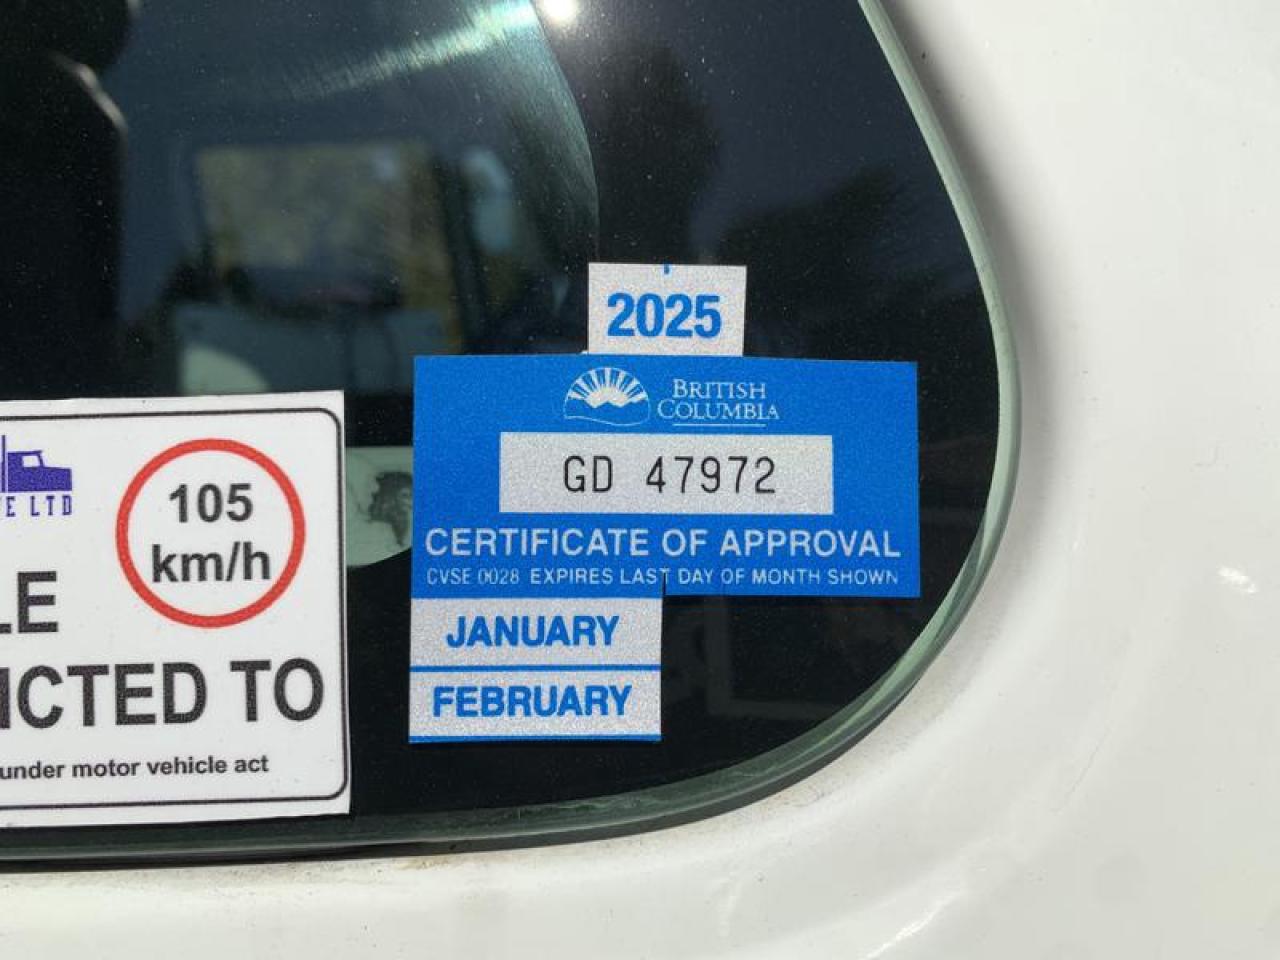 2025
BRITISH
COLUMBIA
GD 47972
CERTIFICATE OF APPROVAL
CVSE 0028 EXPIRES LAST DAY OF MONTH SHOWN
JANUARY
FEBRUARY
E LTD
105
km/h
LE
ICTED TO
under motor vehicle act